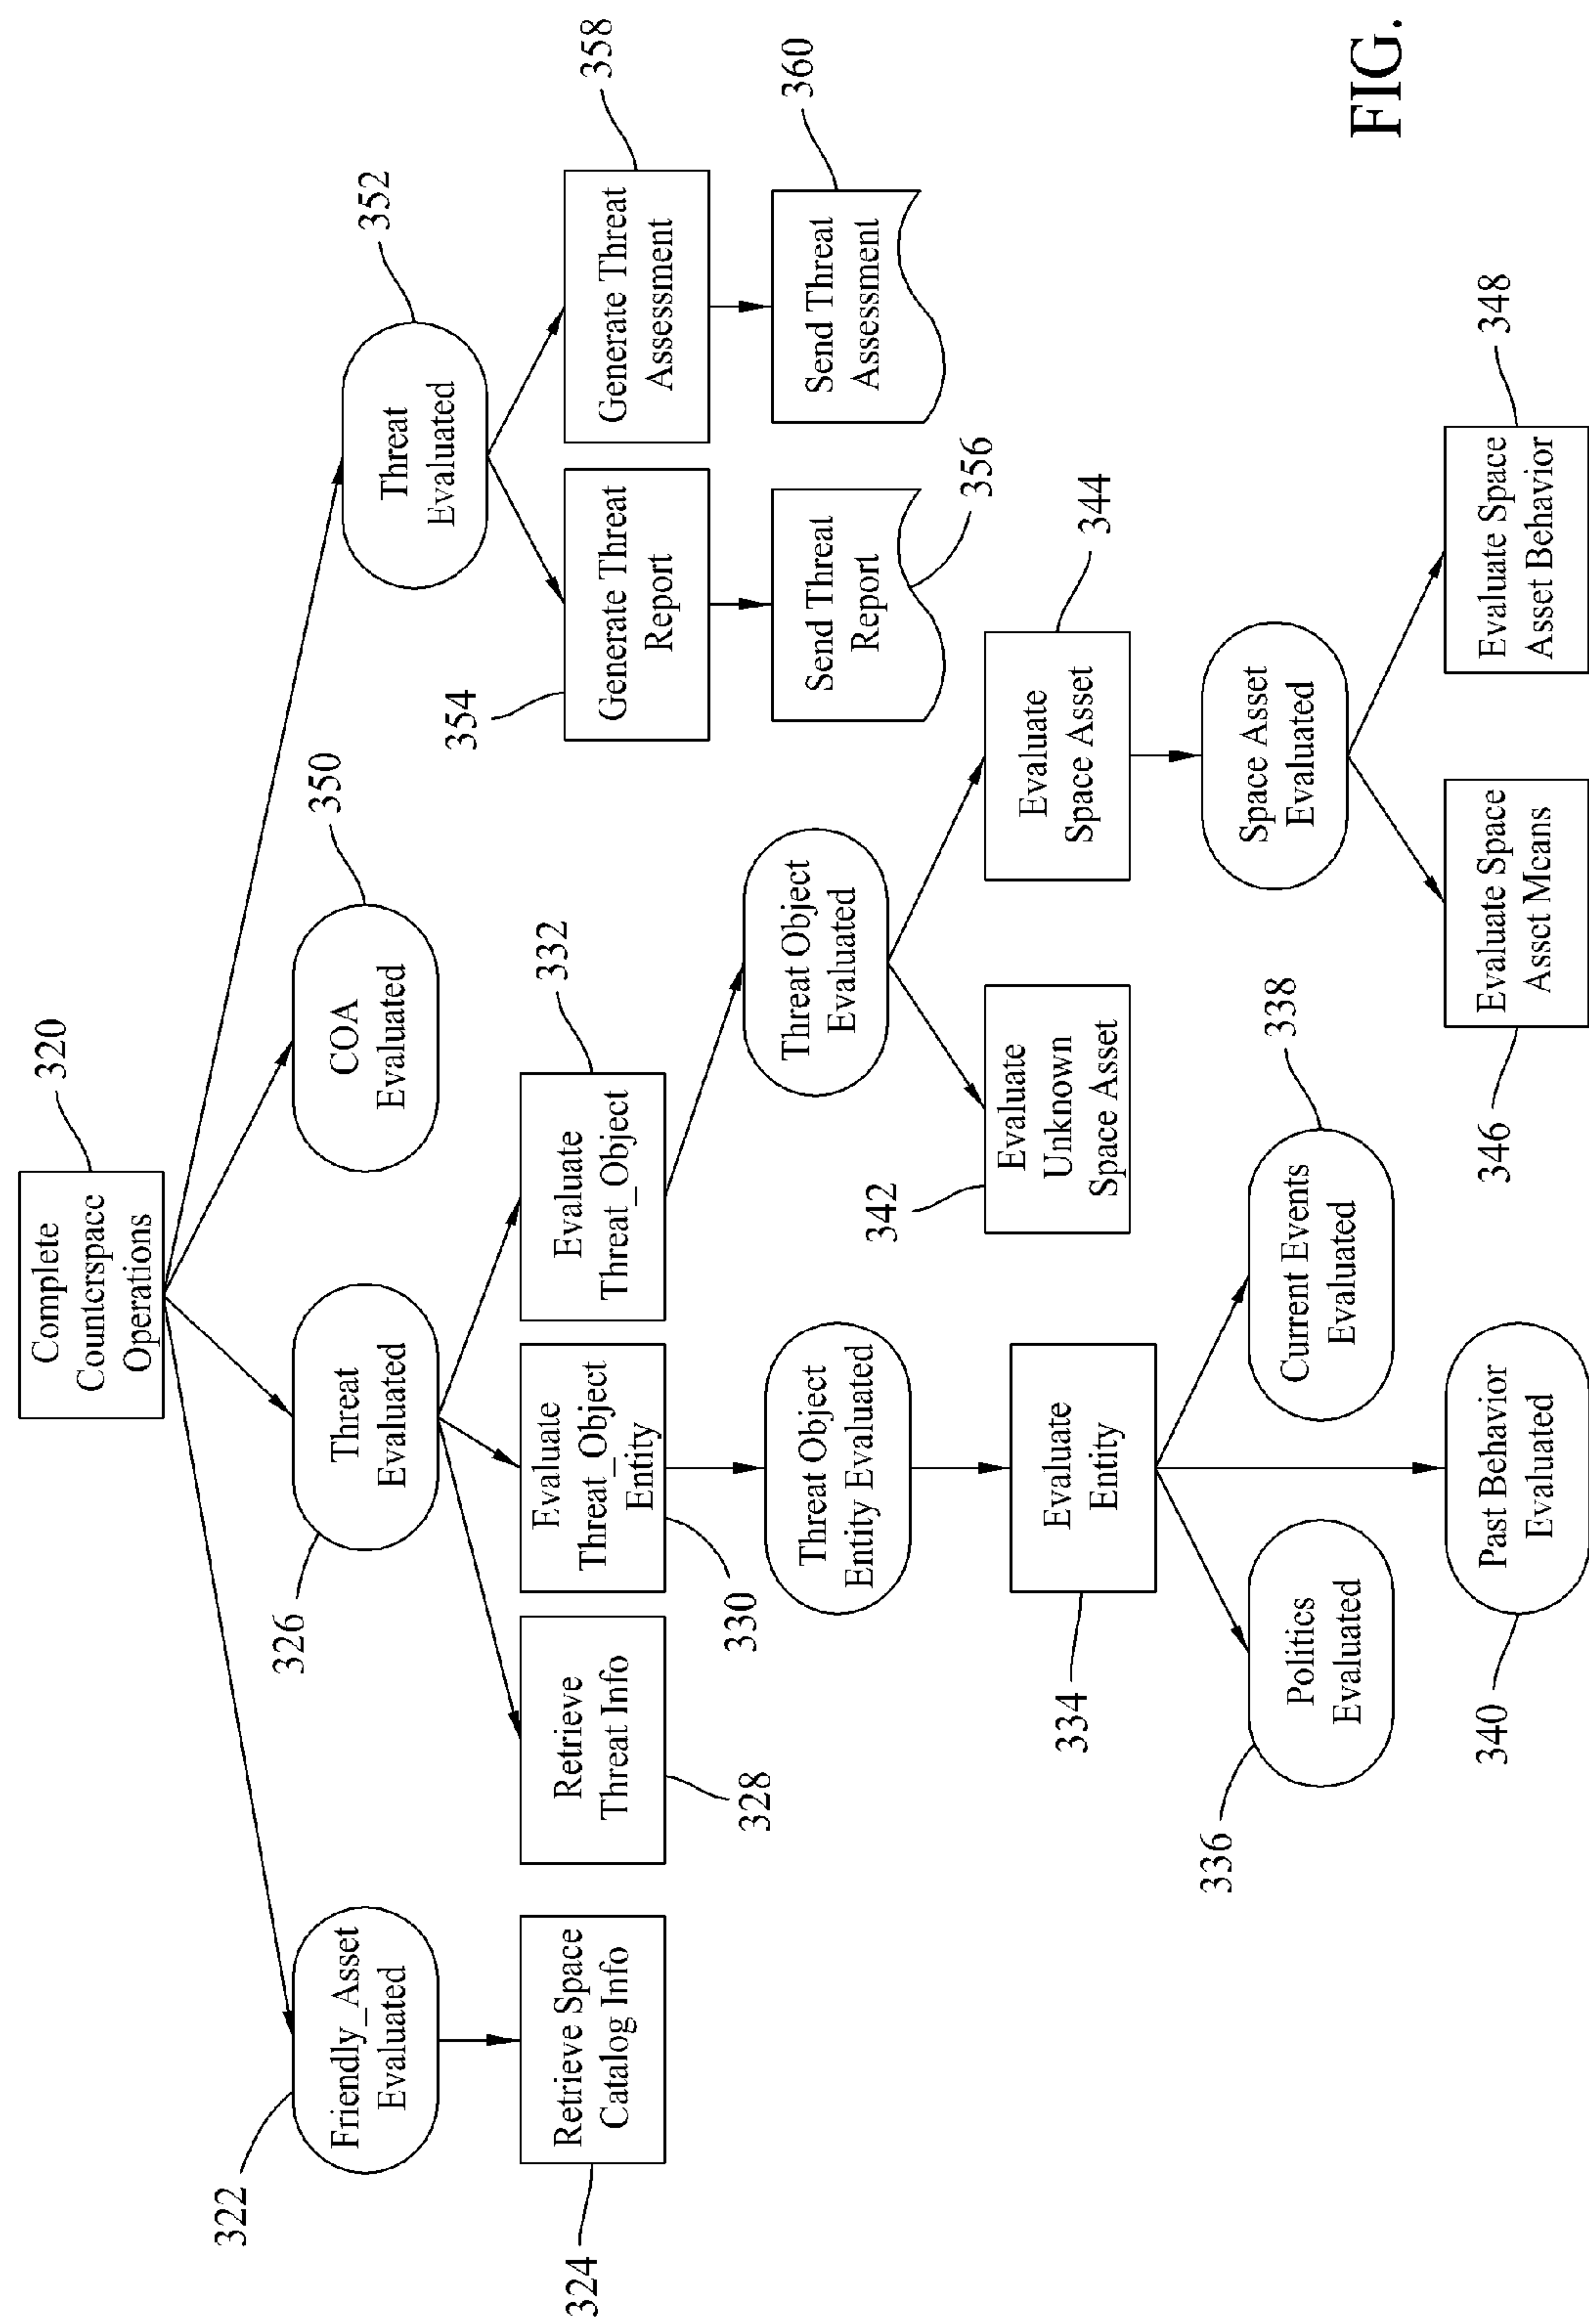 Complete
Counterspace
Operations
320
322
Friendly_Asset
Evaluated
326
Threat
Evaluated
COA
Evaluated
350
Threat
Evaluated
352
324
Retrieve Space
Catalog Info
Retrieve
Threat Info
328
Evaluate
Threat_Object
Entity
330
Evaluate
Threat_Object
332
354
Generate Threat
Report
Generate Threat
Assessment
358
Threat Object
Entity Evaluated
Threat Object
Evaluated
Send Threat
Report
356
Send Threat
Assessment
360
334
Evaluate
Entity
342
Evaluate
Unknown
Space Asset
Evaluate
Space Asset
344
336
Politics
Evaluated
Current Events
Evaluated
338
Space Asset
Evaluated
340
Past Behavior
Evaluated
346
Evaluate Space
Asset Means
Evaluate Space
Asset Behavior
348
FIG.